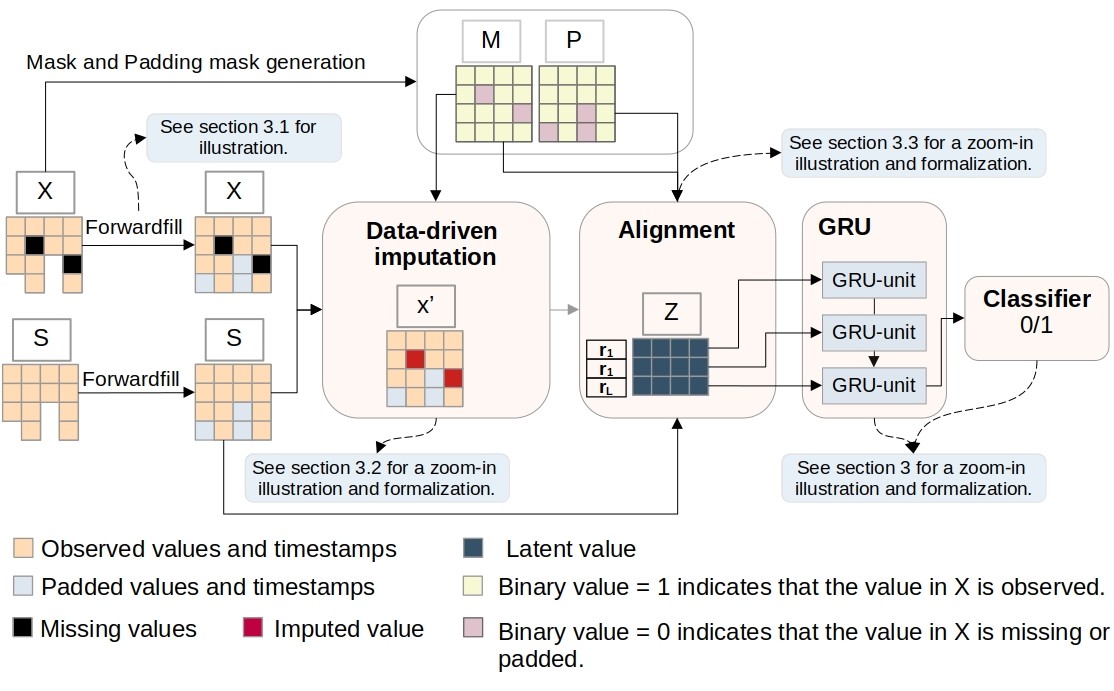 M
P
Mask and Padding mask generation
See section 3.1 for
illustration.
See section 3.3 for a zoom-in
illustration and formalization.
X
Forwardfill
X
Data-driven
imputation
x’
Alignment
Z
r1
r1
rL
GRU
GRU-unit
GRU-unit
GRU-unit
Classifier
0/1
S
Forwardfill
S
See section 3.2 for a zoom-in
illustration and formalization.
See section 3 for a zoom-in
illustration and formalization.
Observed values and timestamps
Latent value
Padded values and timestamps
Binary value = 1 indicates that the value in X is observed.
Missing values
Imputed value
Binary value = 0 indicates that the value in X is missing or
padded.